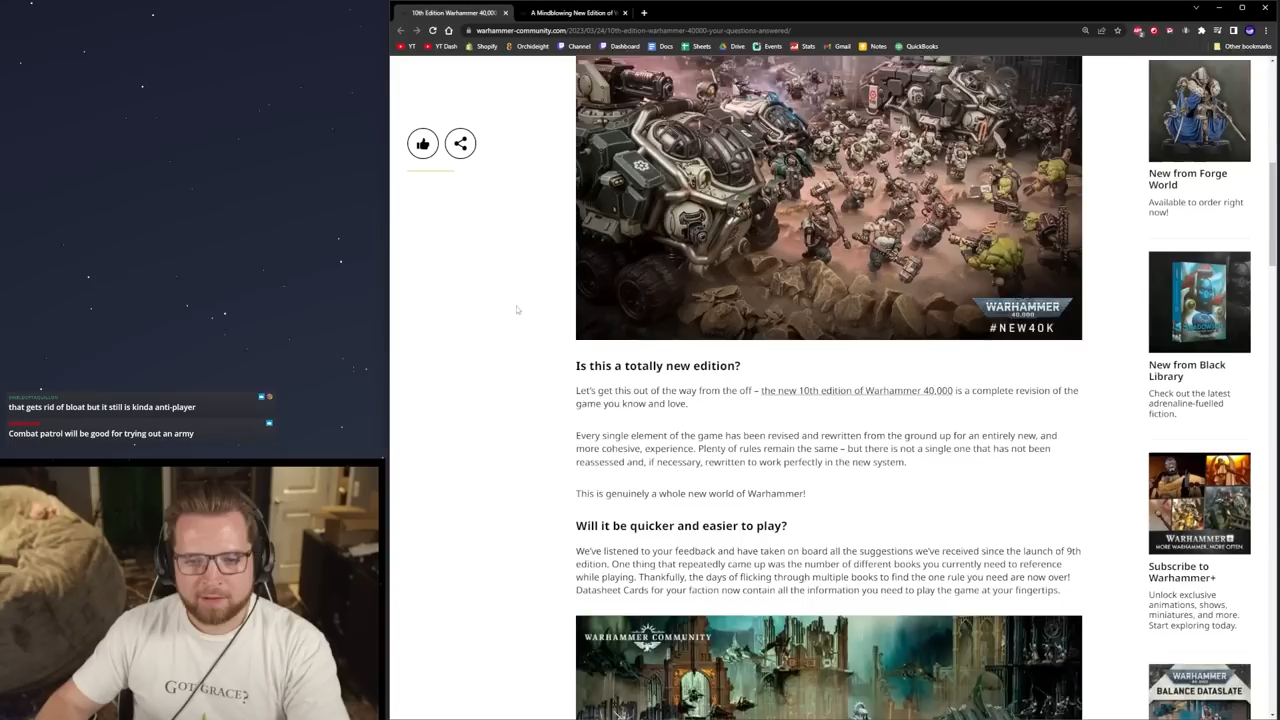 10th Edition Warhammer 40,000
A Mindblowing New Edition of
warhammer-community.com/2023/03/24/10th-edition-warhammer-40000-your-questions-answered/
YT
YT Dash
Shopify
Orchideight
Channel
Dashboard
Docs
Sheets
Drive
Events
Stats
Gmail
Notes
QuickBooks
Other bookmarks
WARHAMMER
40,000
#NEW40K
Is this a totally new edition?
Let's get this out of the way from the off – the new 10th edition of Warhammer 40,000 is a complete revision of the
game you know and love.
Every single element of the game has been revised and rewritten from the ground up for an entirely new, and
more cohesive, experience. Plenty of rules remain the same – but there is not a single one that has not been
reassessed and, if necessary, rewritten to work perfectly in the new system.
This is genuinely a whole new world of Warhammer!
Will it be quicker and easier to play?
We've listened to your feedback and have taken on board all the suggestions we've received since the launch of 9th
edition. One thing that repeatedly came up was the number of different books you currently need to reference
while playing. Thankfully, the days of flicking through multiple books to find the one rule you need are now over!
Datasheet Cards for your faction now contain all the information you need to play the game at your fingertips.
WARHAMMER COMMUNITY
New from Forge
World
Available to order right
now!
New from Black
Library
Check out the latest
adrenaline-fuelled
fiction.
WARHAMMER+
MORE WARHAMMER, MORE OFTEN.
Subscribe to
Warhammer+
Unlock exclusive
animations, shows,
miniatures, and more.
Start exploring today.
WARHAMMER
40,000
BALANCE DATASLATE
that gets rid of bloat but it still is kinda anti-player
Combat patrol will be good for trying out an army
GOT GRACE?